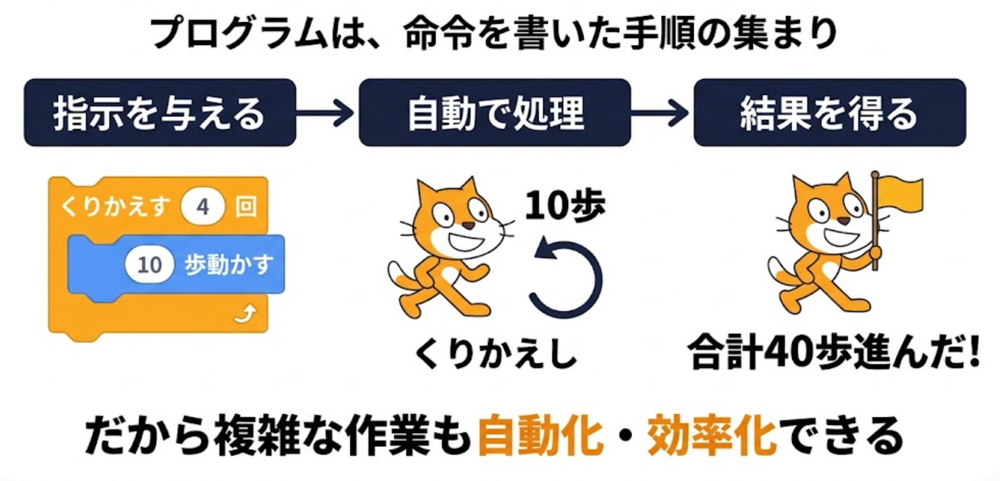 プログラムは、命令を書いた手順の集まり
指示を与える
自動で処理
結果を得る
くりかえす 4 回
10 歩動かす
10歩
くりかえし
合計40歩進んだ!
だから複雑な作業も自動化・効率化できる